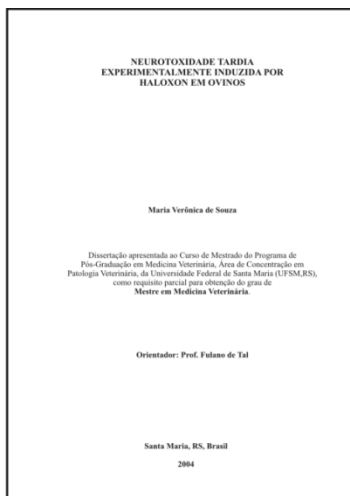 NEUROTOXIDADE TARDIA
EXPERIMENTALMENTE INDUZIDA POR
HALOXON EM OVINOS
Maria Verônica de Souza
Dissertação apresentada ao Curso de Mestrado do Programa de
Pós-Graduação em Medicina Veterinária, Área de Concentração em
Patologia Veterinária, da Universidade Federal de Santa Maria (UFSM,RS),
como requisito parcial para obtenção do grau de
Mestre em Medicina Veterinária.
Orientador: Prof. Fulano de Tal
Santa Maria, RS, Brasil
2004